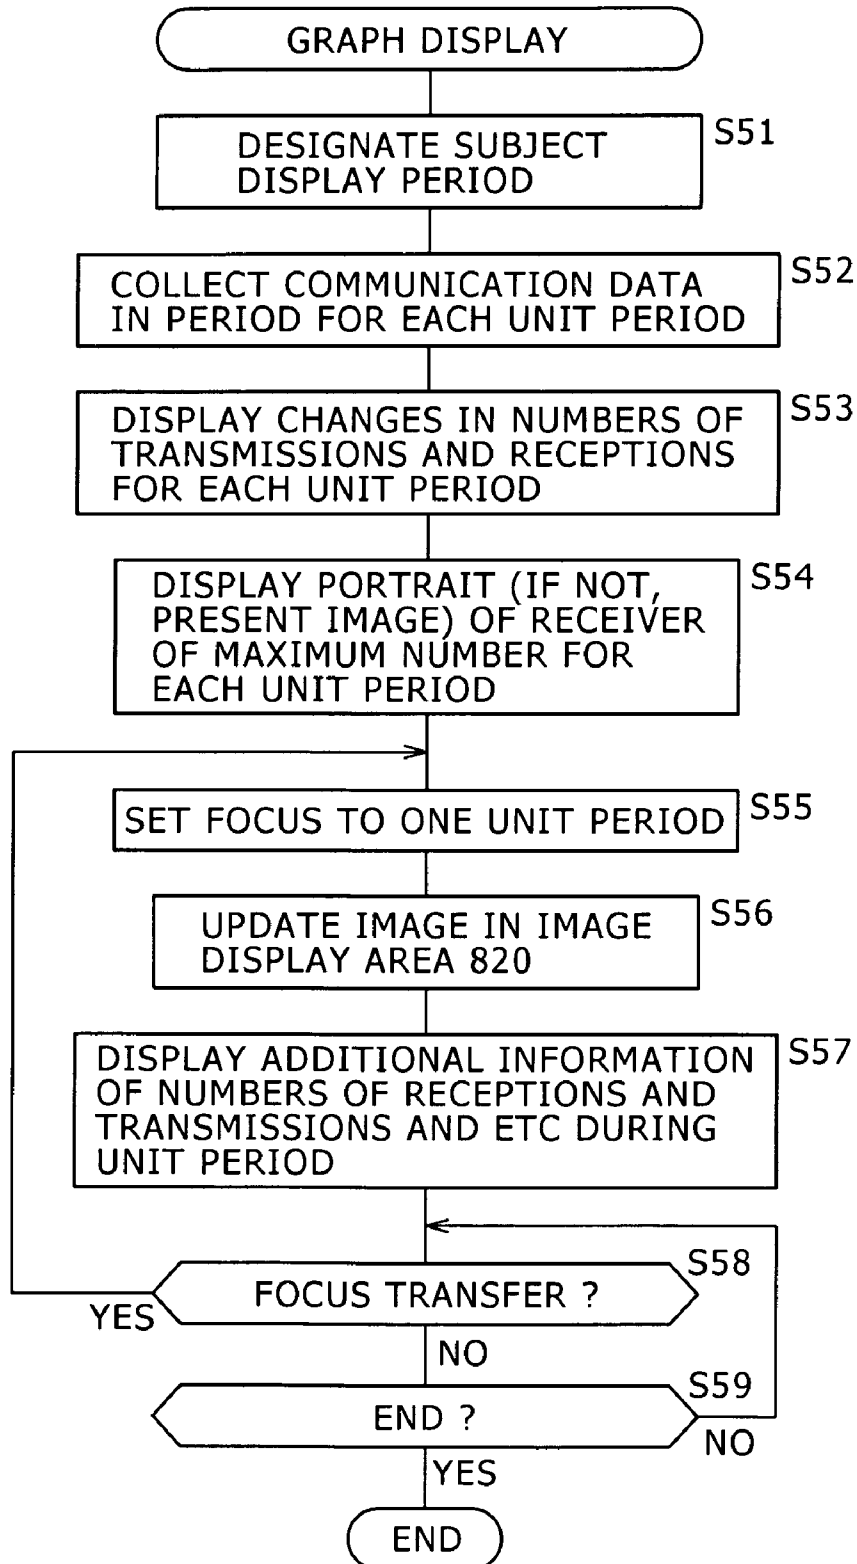 GRAPH DISPLAY
S51
DESIGNATE SUBJECT
DISPLAY PERIOD
S52
COLLECT COMMUNICATION DATA
IN PERIOD FOR EACH UNIT PERIOD
S53
DISPLAY CHANGES IN NUMBERS OF
TRANSMISSIONS AND RECEPTIONS
FOR EACH UNIT PERIOD
S54
DISPLAY PORTRAIT (IF NOT,
PRESENT IMAGE) OF RECEIVER
OF MAXIMUM NUMBER FOR
EACH UNIT PERIOD
S55
SET FOCUS TO ONE UNIT PERIOD
S56
UPDATE IMAGE IN IMAGE
DISPLAY AREA 820
S57
DISPLAY ADDITIONAL INFORMATION
OF NUMBERS OF RECEPTIONS AND
TRANSMISSIONS AND ETC DURING
UNIT PERIOD
S58
FOCUS TRANSFER ?
YES
NO
S59
END ?
NO
YES
END